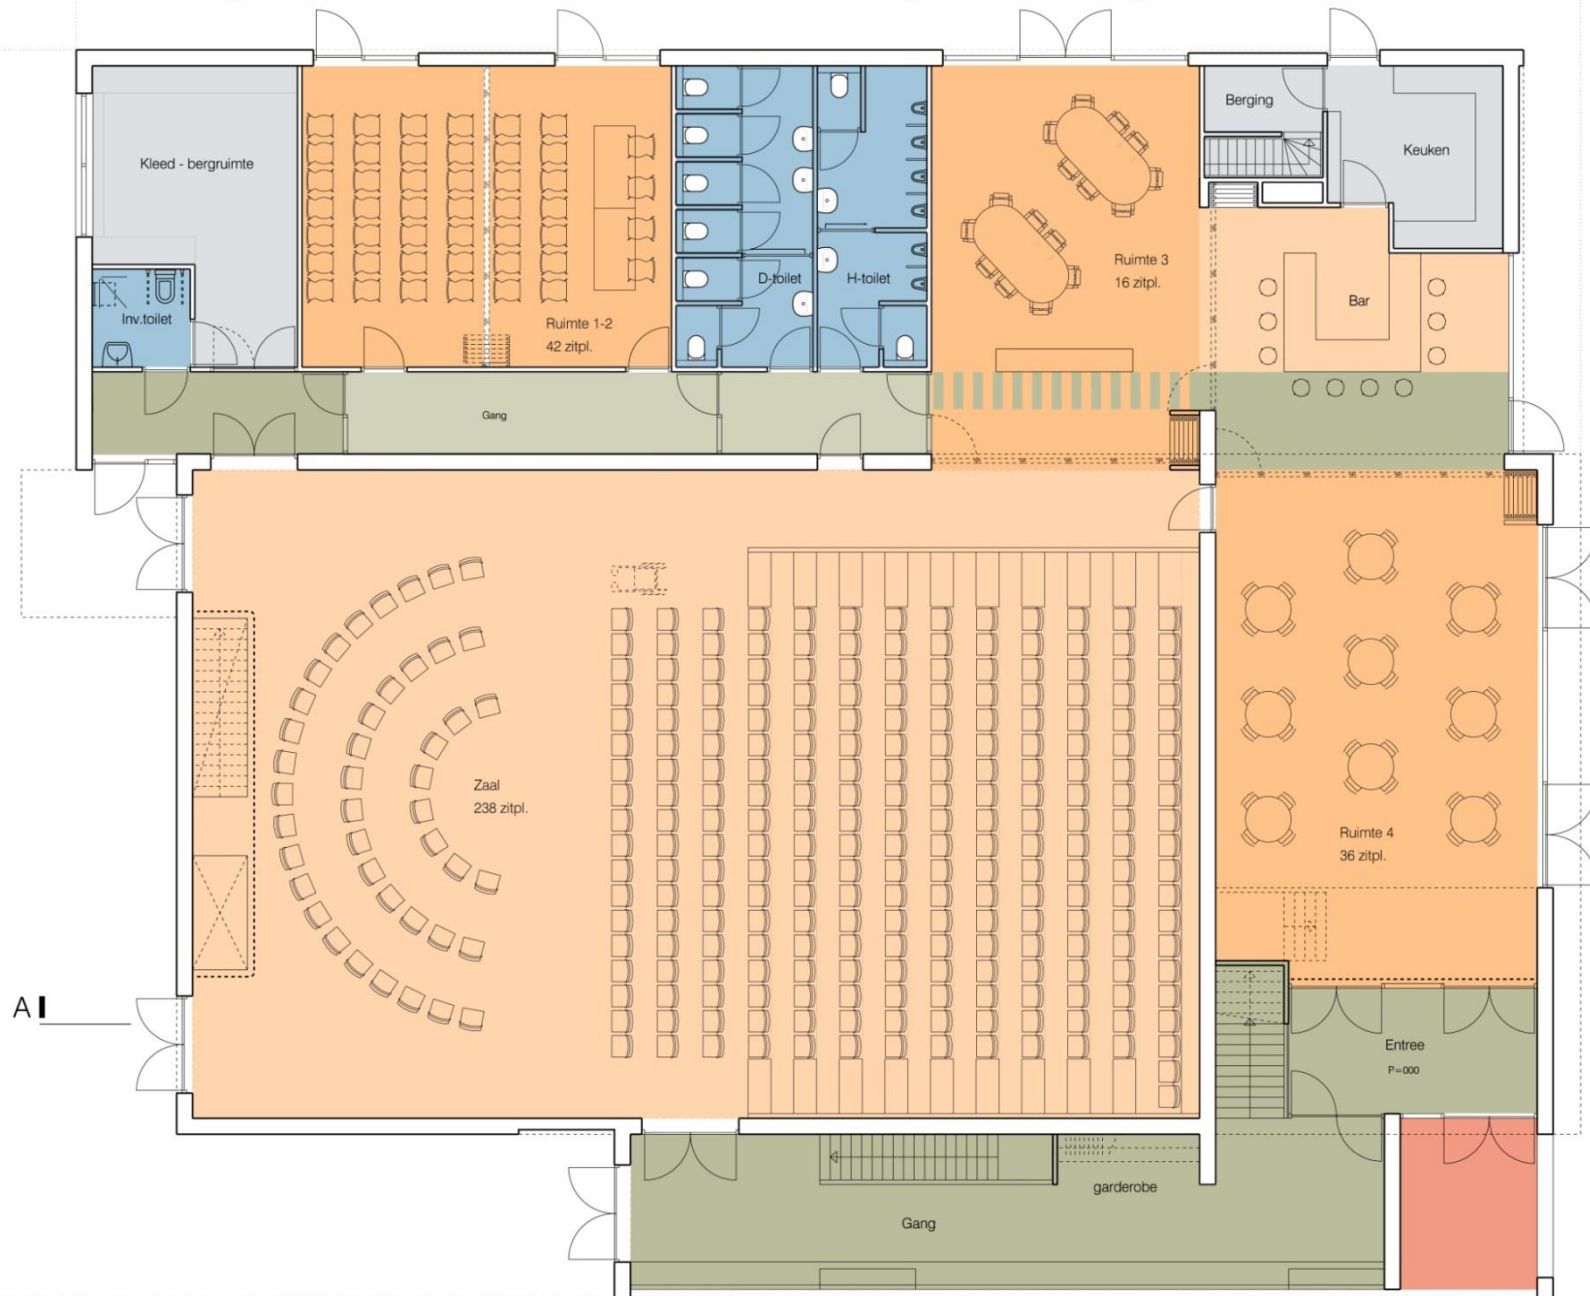 Berging
Keuken
Kleed - bergruimte
Ruimte 3
16 zitpl.
D-toilet
H-toilet
Bar
Inv.toilet
Ruimte 1-2
42 zitpl.
Gang
Zaal
238 zitpl.
Ruimte 4
36 zitpl.
A
Entree
P=000
garderobe
Gang